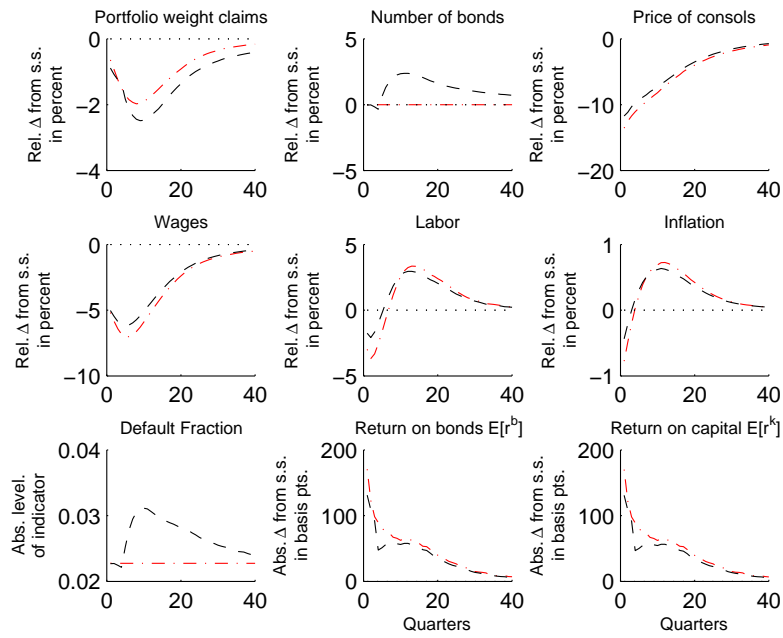 Portfolio weight claims
Number of bonds
Price of consols
Rel. Δ from s.s.
in percent
0
−2
−4
0
20
40
Rel. Δ from s.s.
in percent
5
0
−5
0
20
40
Rel. Δ from s.s.
in percent
0
−10
−20
0
20
40
Wages
Labor
Inflation
Rel. Δ from s.s.
in percent
0
−5
−10
0
20
40
Rel. Δ from s.s.
in percent
5
0
−5
0
20
40
Rel. Δ from s.s.
in percent
1
0
−1
0
20
40
Default Fraction
Return on bonds E[r^b]
Return on capital E[r^k]
Abs. level.
of indicator
0.04
0.03
0.02
0
20
40
Abs. Δ from s.s.
in basis pts.
200
100
0
0
20
40
Quarters
Abs. Δ from s.s.
in basis pts.
200
100
0
0
20
40
Quarters